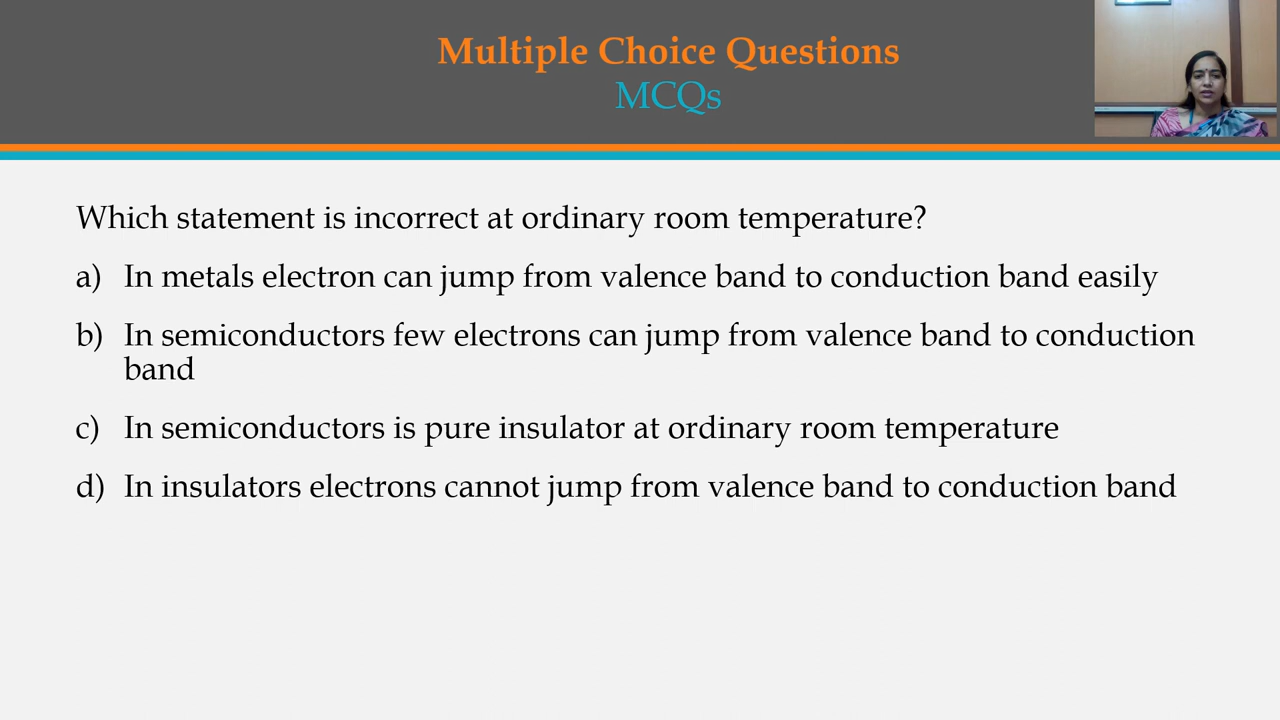 Multiple Choice Questions
MCQs
Which statement is incorrect at ordinary room temperature?
a) In metals electron can jump from valence band to conduction band easily
b) In semiconductors few electrons can jump from valence band to conduction
band
c) In semiconductors is pure insulator at ordinary room temperature
d) In insulators electrons cannot jump from valence band to conduction band